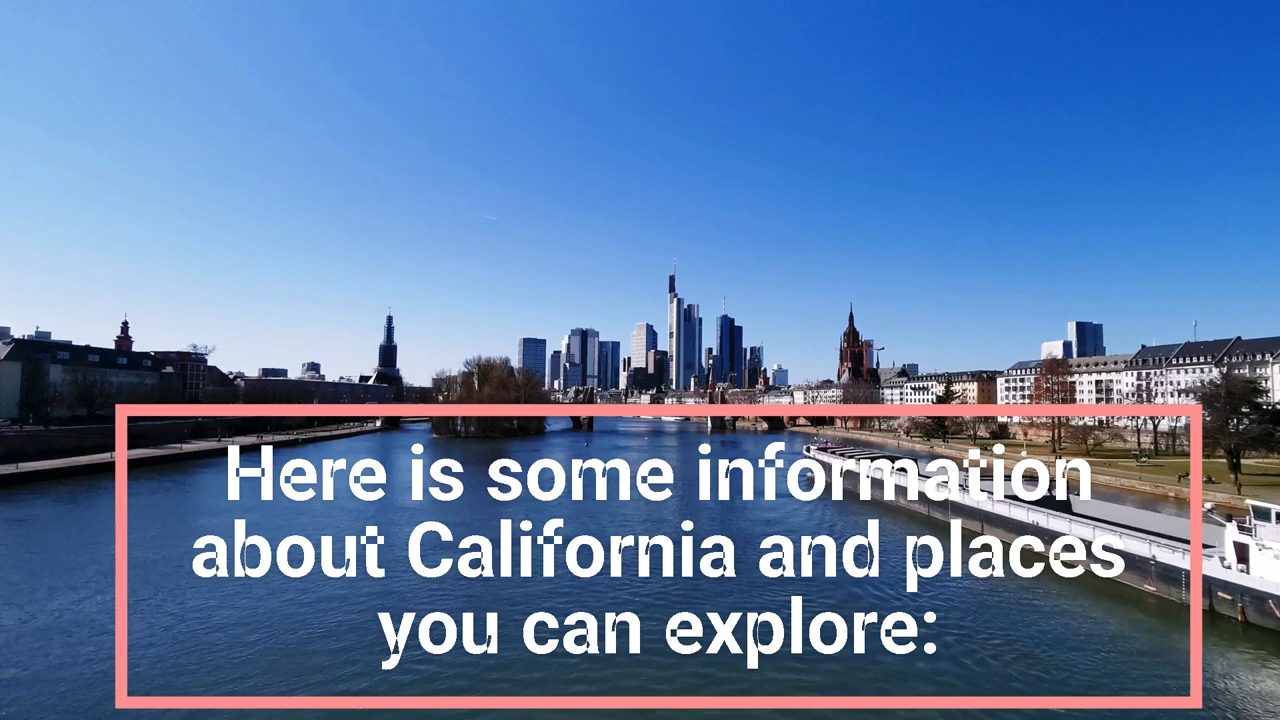 Here is some information
about California and places
you can explore: